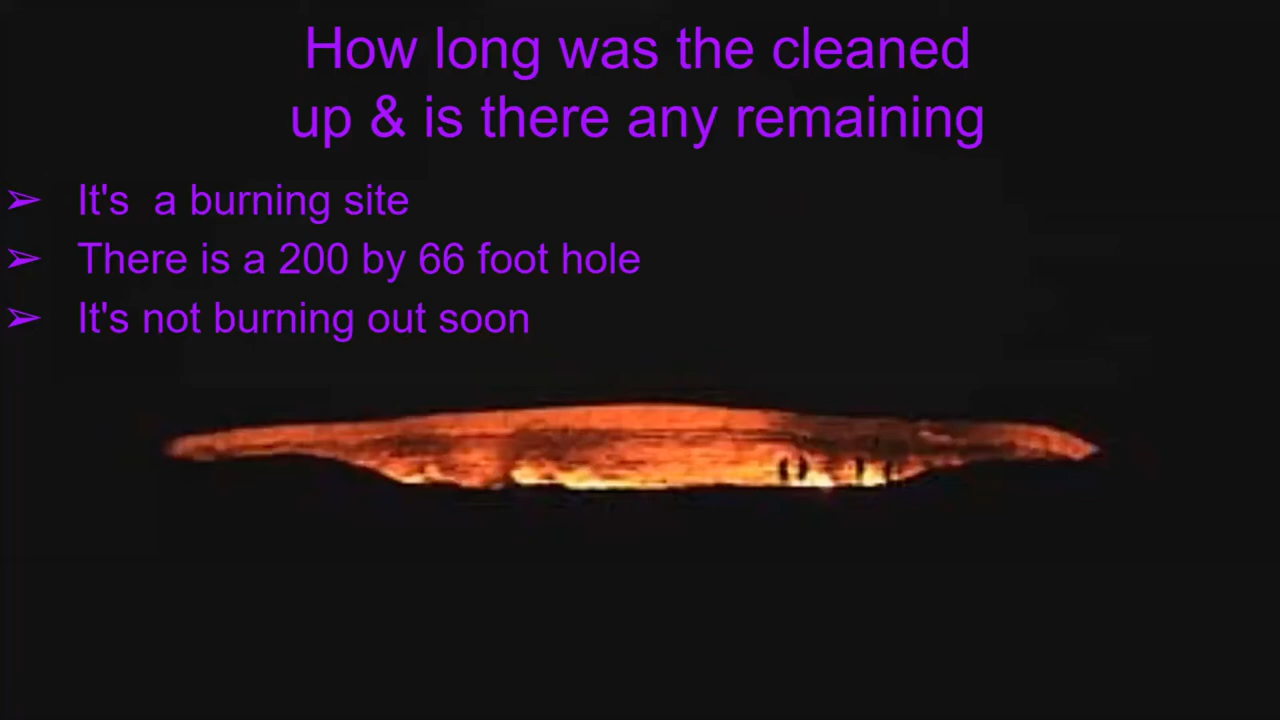 How long was the cleaned
up & is there any remaining
➢ It's  a burning site
➢ There is a 200 by 66 foot hole
➢ It's not burning out soon